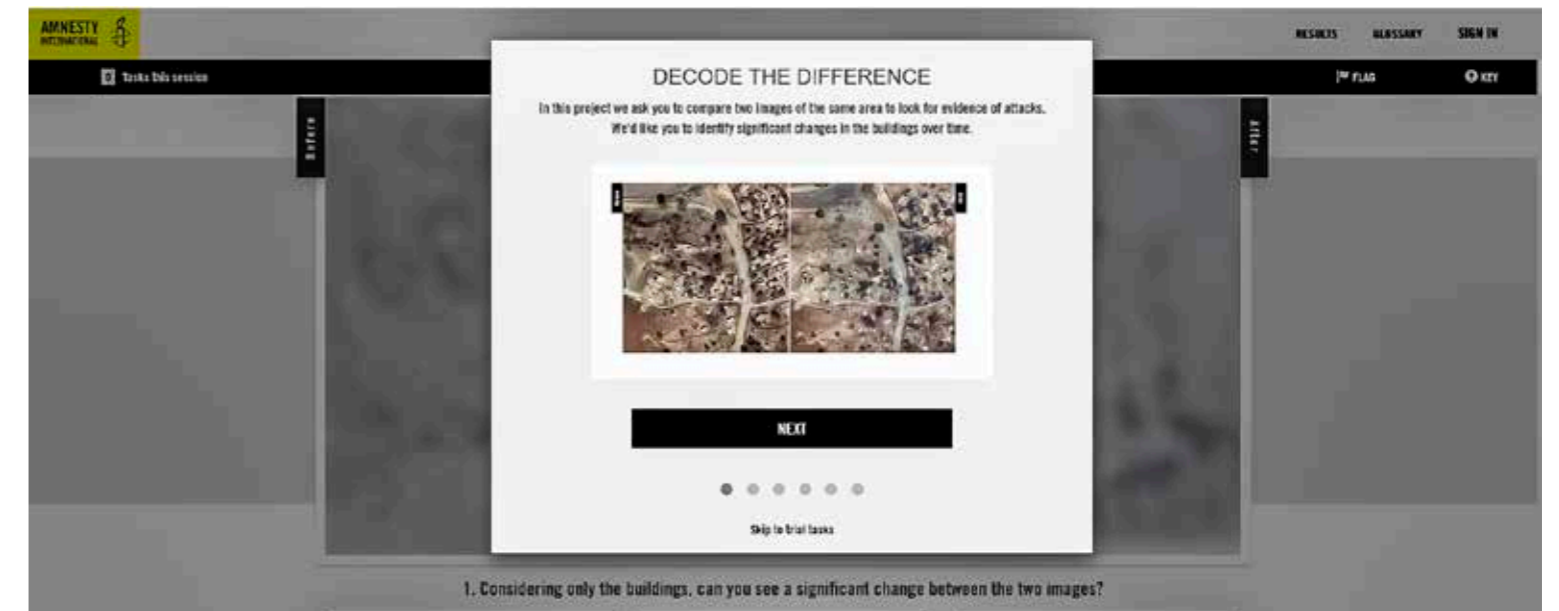 AMNESTY
INTERNATIONAL
RESULTS GLOSSARY SIGN IN
0 Tasks this session
FLAG
KEY
Before
After
DECODE THE DIFFERENCE
In this project we ask you to compare two images of the same area to look for evidence of attacks.
We'd like you to identify significant changes in the buildings over time.
NEXT
Skip to trial tasks
1. Considering only the buildings, can you see a significant change between the two images?